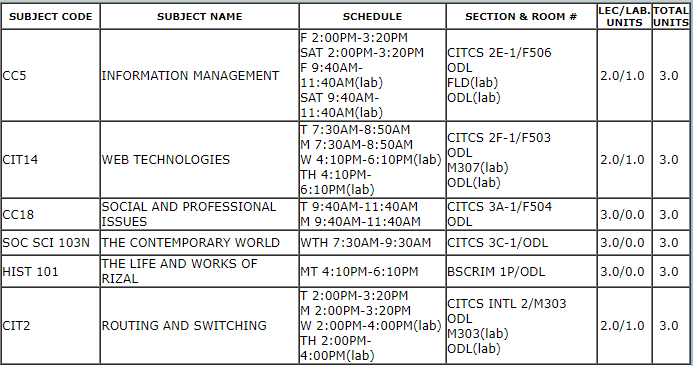 SUBJECT CODE SUBJECT NAME SCHEDULE SECTION & ROOM # LEC/LAB. UNITS TOTAL UNITS
CC5
INFORMATION MANAGEMENT
F 2:00PM-3:20PM
SAT 2:00PM-3:20PM
F 9:40AM-
11:40AM(lab)
SAT 9:40AM-
11:40AM(lab)
CITCS 2E-1/F506
ODL
FLD(lab)
ODL(lab)
2.0/1.0
3.0
CIT14
WEB TECHNOLOGIES
T 7:30AM-8:50AM
M 7:30AM-8:50AM
W 4:10PM-6:10PM(lab)
TH 4:10PM-
6:10PM(lab)
CITCS 2F-1/F503
ODL
M307(lab)
ODL(lab)
2.0/1.0
3.0
CC18
SOCIAL AND PROFESSIONAL
ISSUES
T 9:40AM-11:40AM
M 9:40AM-11:40AM
CITCS 3A-1/F504
ODL
3.0/0.0
3.0
SOC SCI 103N
THE CONTEMPORARY WORLD
WTH 7:30AM-9:30AM
CITCS 3C-1/ODL
3.0/0.0
3.0
HIST 101
THE LIFE AND WORKS OF
RIZAL
MT 4:10PM-6:10PM
BSCRIM 1P/ODL
3.0/0.0
3.0
CIT2
ROUTING AND SWITCHING
T 2:00PM-3:20PM
M 2:00PM-3:20PM
W 2:00PM-4:00PM(lab)
TH 2:00PM-
4:00PM(lab)
CITCS INTL 2/M303
ODL
M303(lab)
ODL(lab)
2.0/1.0
3.0